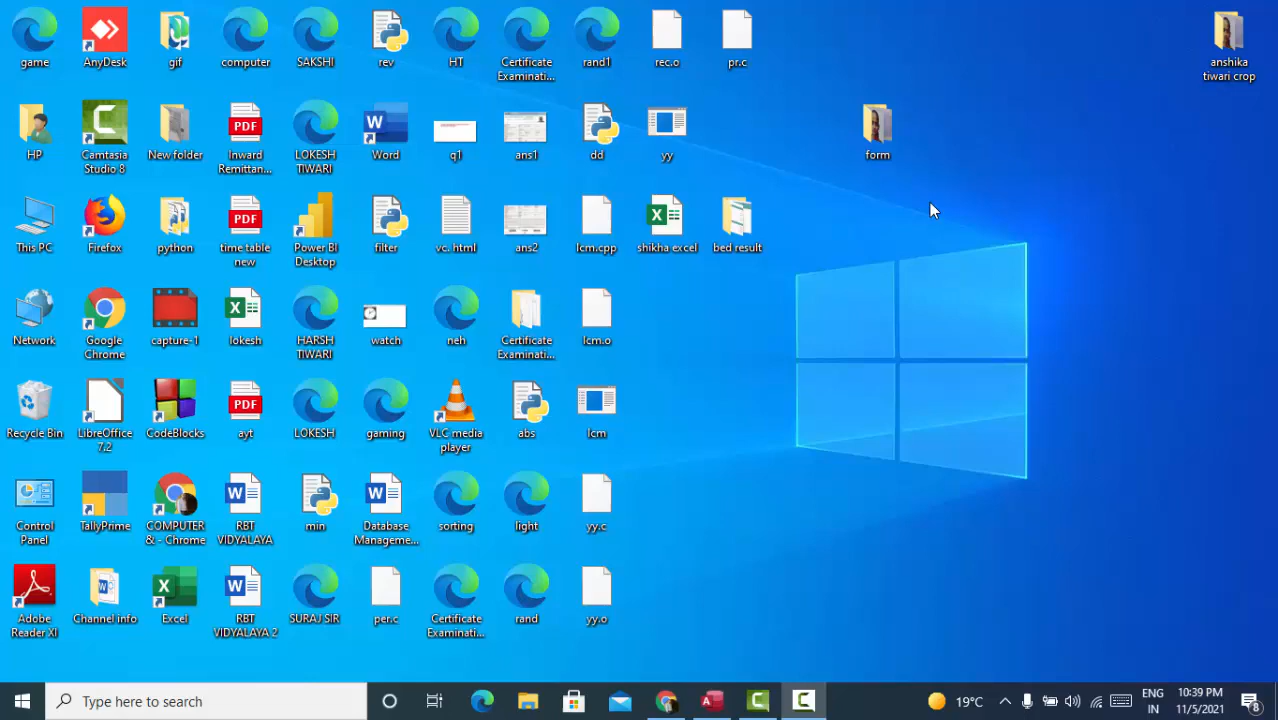 game
AnyDesk
gif
computer
SAKSHI
rev
HT
Certificate
Examinati...
rand1
rec.o
pr.c
anshika
tiwari crop
HP
Camtasia
Studio 8
New folder
PDF
Inward
Remittan...
LOKESH
TIWARI
Word
q1
ans1
dd
yy
form
This PC
Firefox
python
PDF
time table
new
Power BI
Desktop
filter
vc. html
ans2
lcm.cpp
shikha excel
bed result
Network
Google
Chrome
capture-1
lokesh
HARSH
TIWARI
watch
neh
Certificate
Examinati...
lcm.o
Recycle Bin
LibreOffice
7.2
CodeBlocks
PDF
ayt
LOKESH
gaming
VLC media
player
abs
lcm
Control
Panel
TallyPrime
COMPUTER
& - Chrome
RBT
VIDYALAYA
min
Database
Manageme...
sorting
light
yy.c
Adobe
Reader XI
Channel info
Excel
RBT
VIDYALAYA 2
SURAJ SIR
per.c
Certificate
Examinati...
rand
yy.o
Type here to search
19°C
ENG
IN
10:39 PM
11/5/2021
8